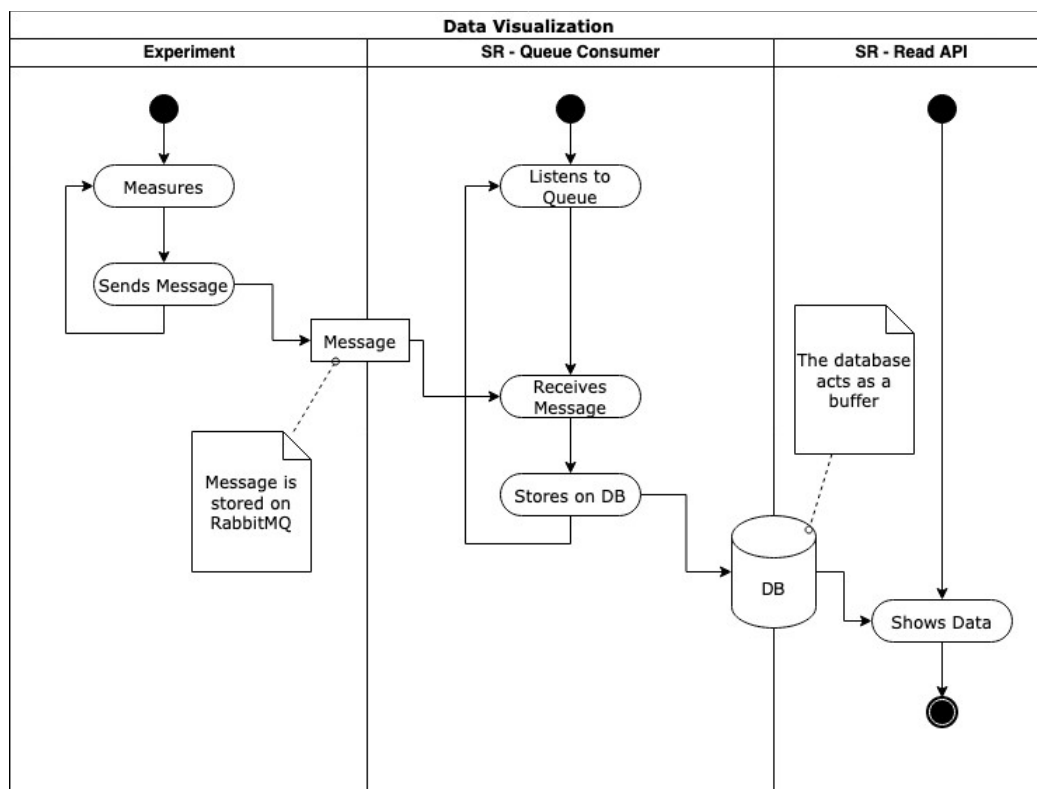 Data Visualization
Experiment
SR - Queue Consumer
SR - Read API
Measures
Listens to
Queue
Sends Message
Message
The database
acts as a
buffer
Receives
Message
Message is
stored on
RabbitMQ
Stores on DB
DB
Shows Data